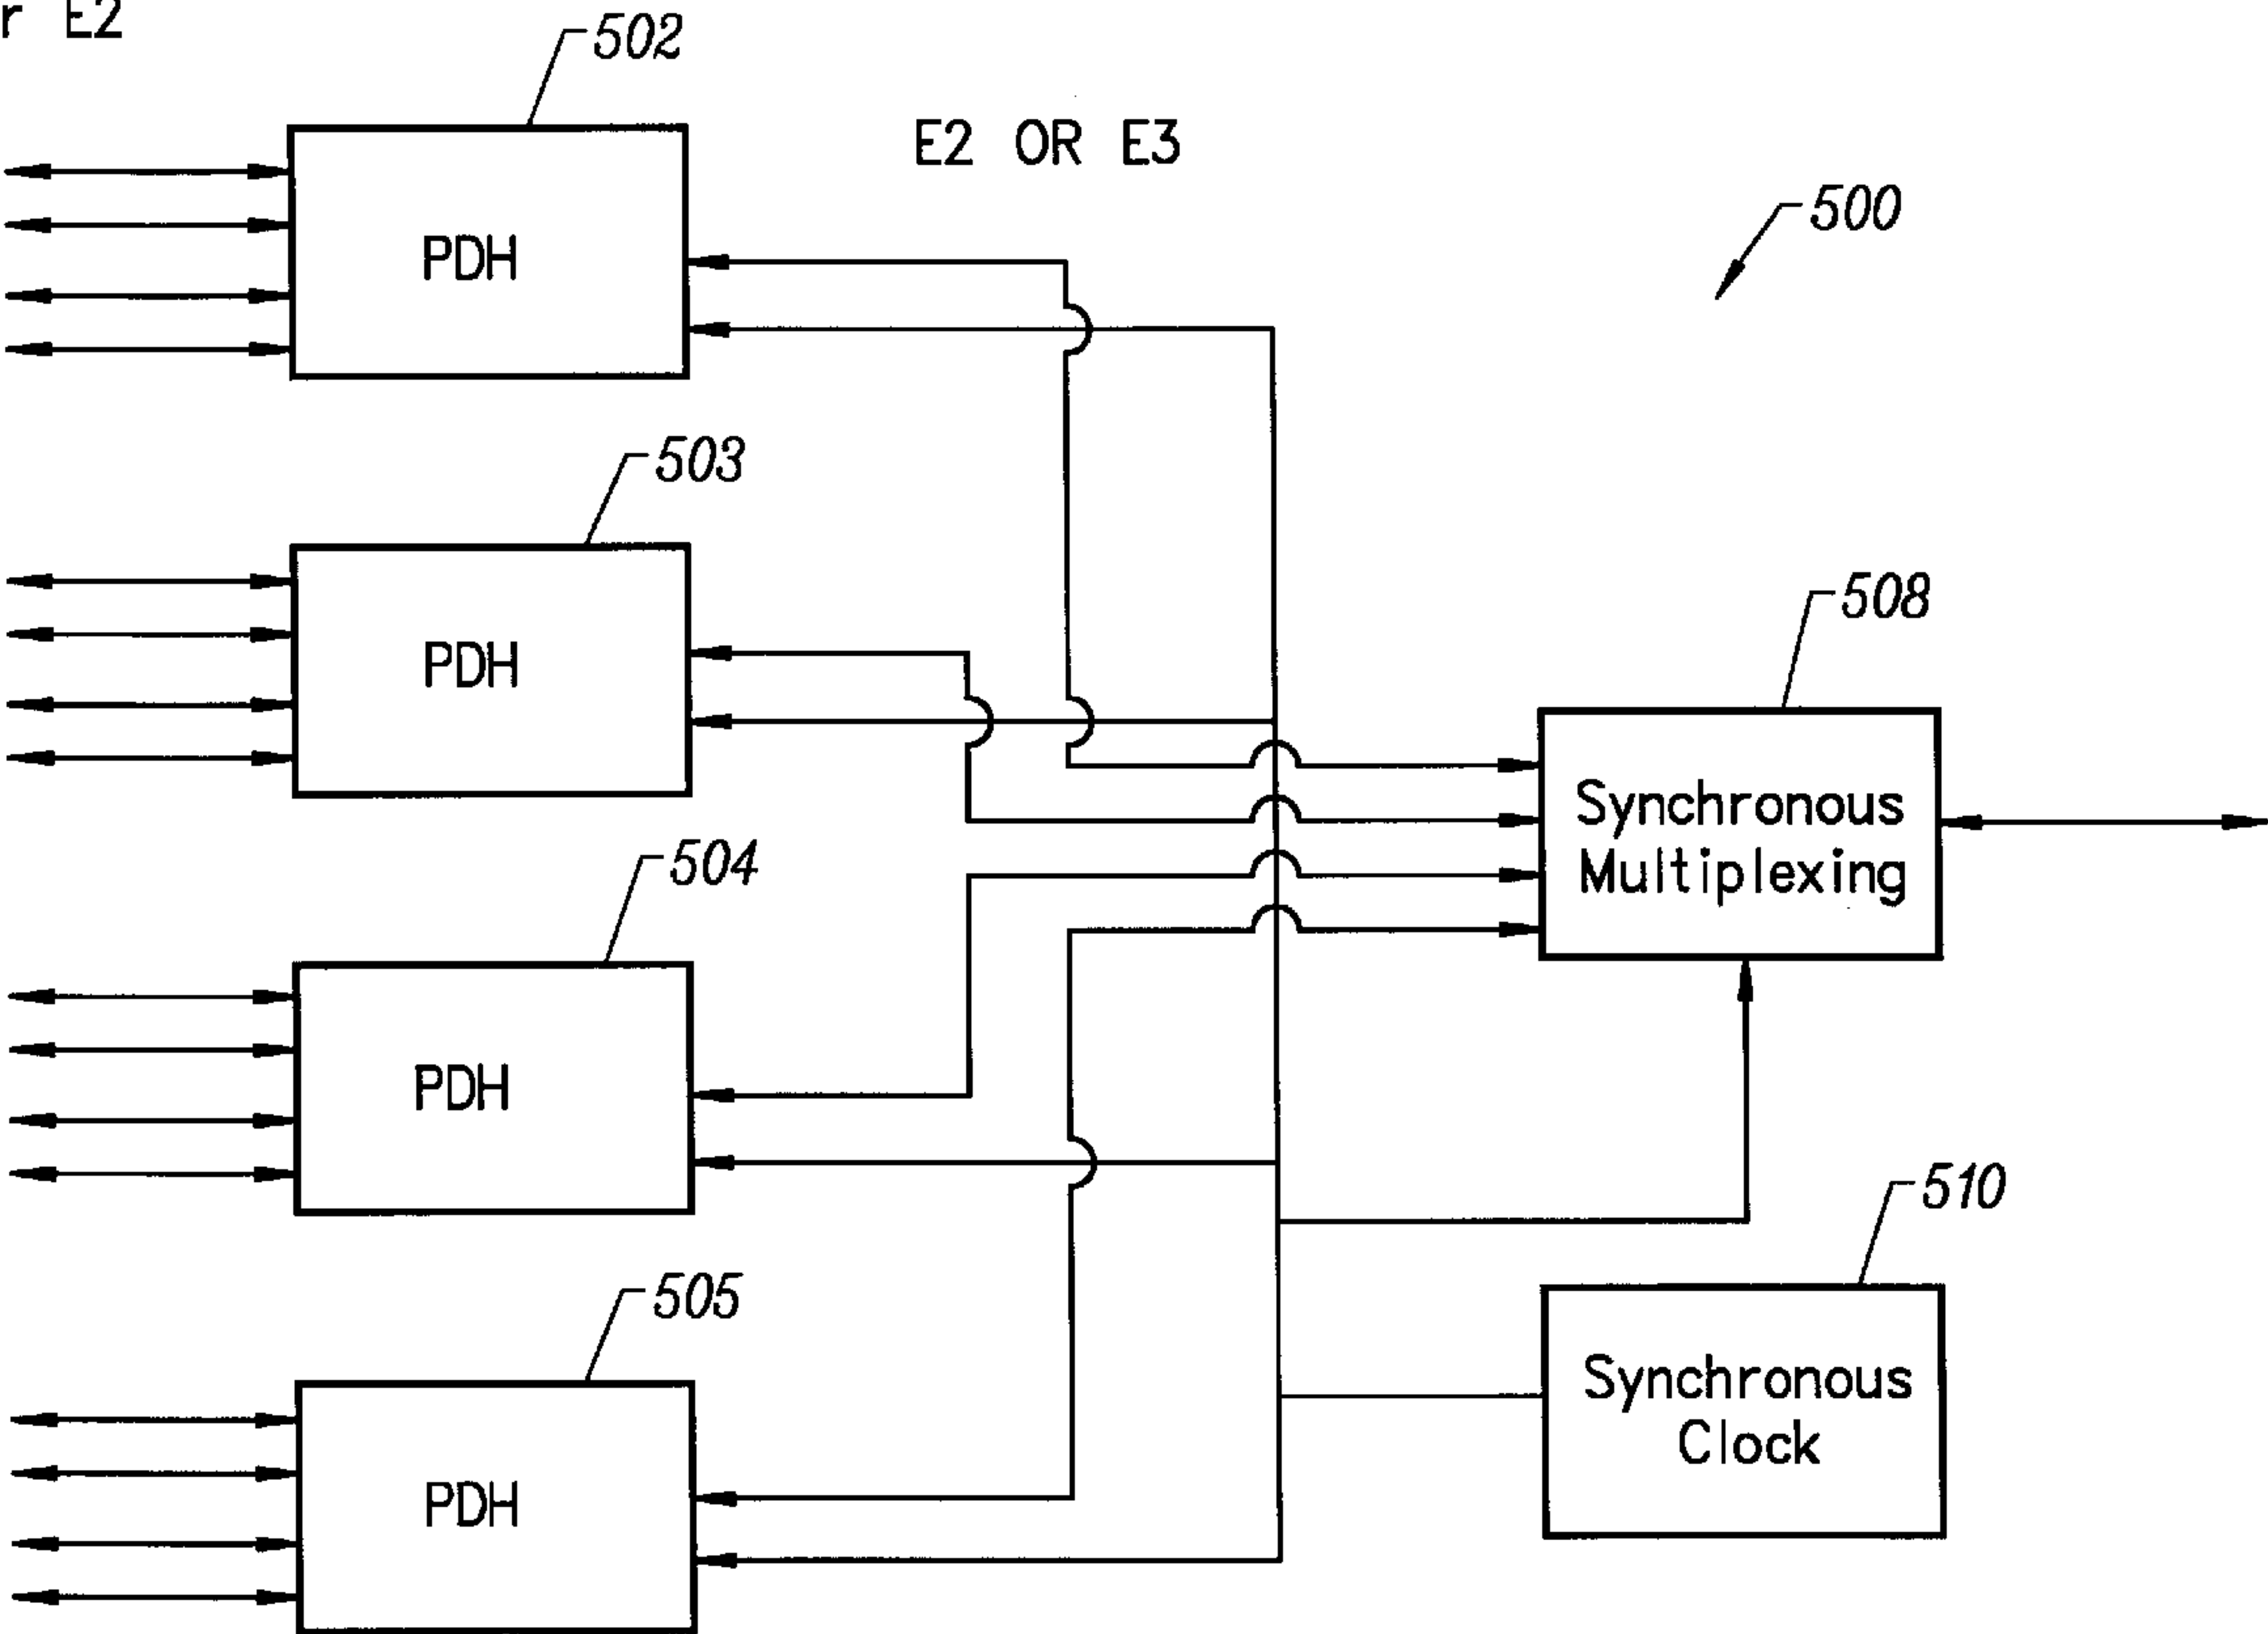 r E2
502
E2 OR E3
500
PDH
503
PDH
508
Synchronous
Multiplexing
504
PDH
510
Synchronous
Clock
505
PDH